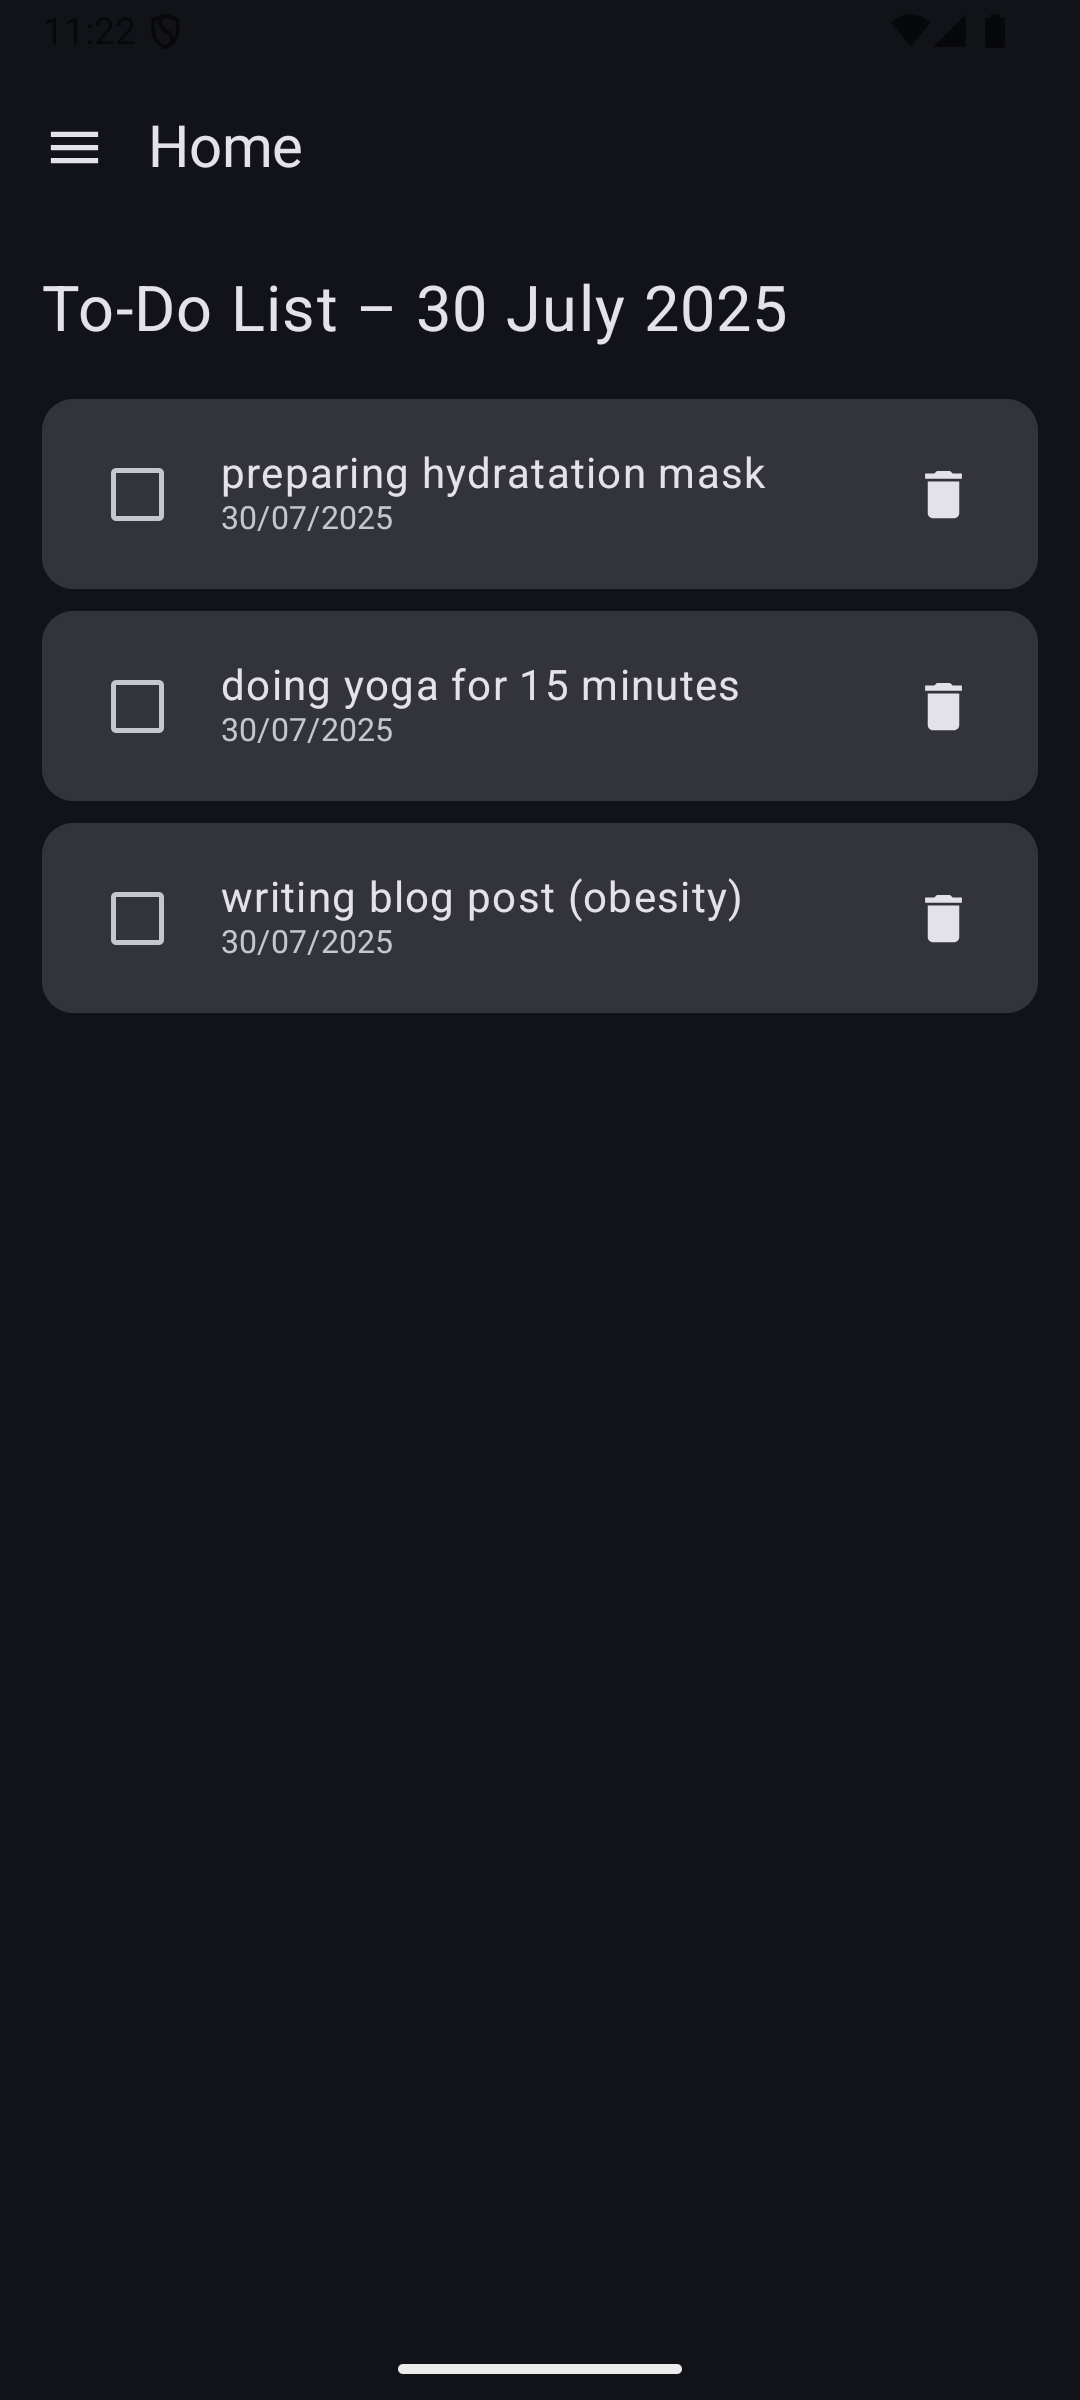 11:22
Home
To-Do List – 30 July 2025
preparing hydratation mask
30/07/2025
doing yoga for 15 minutes
30/07/2025
writing blog post (obesity)
30/07/2025